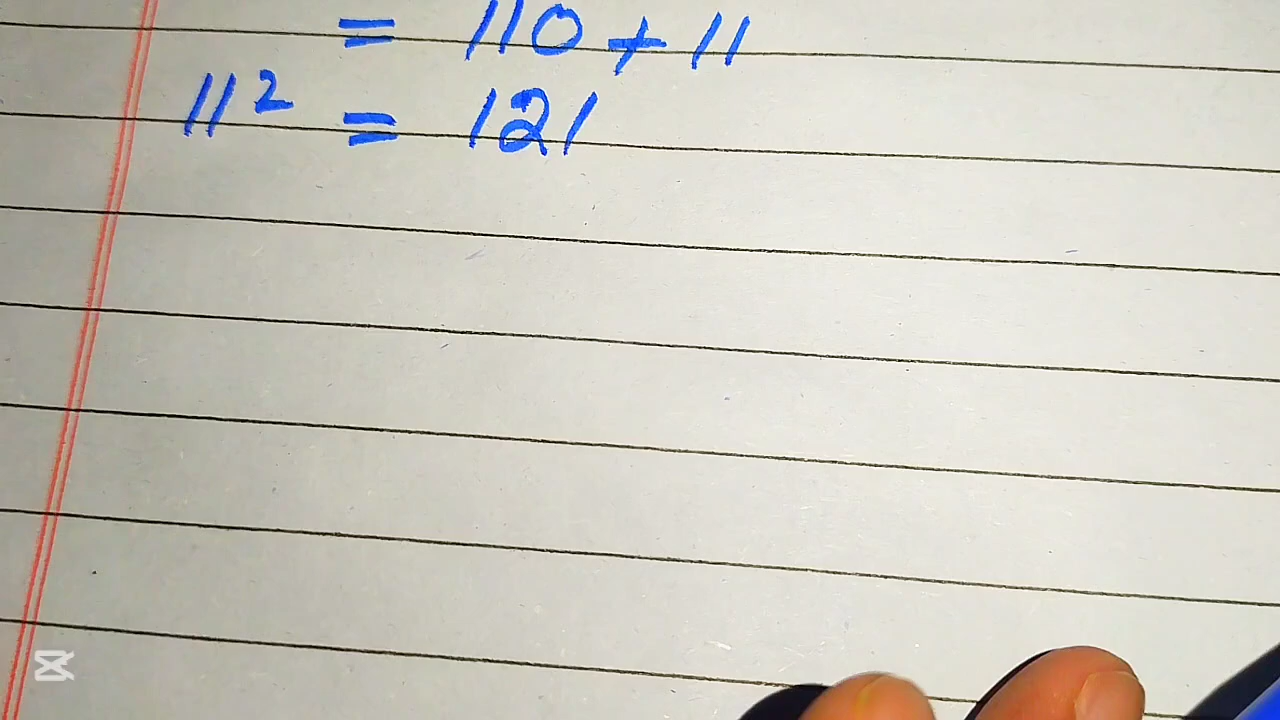 = 110 + 11
11² = 121